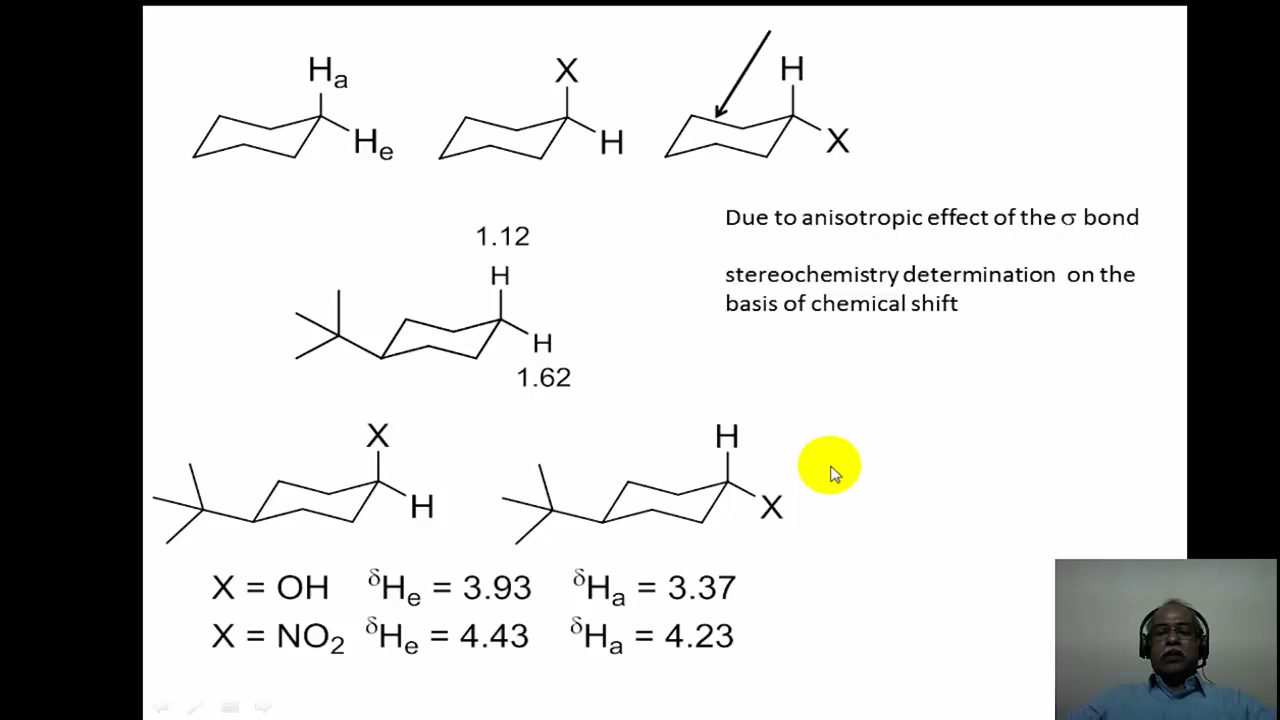 Ha
He
X
H
H
X
Due to anisotropic effect of the σ bond
stereochemistry determination on the
basis of chemical shift
1.12
H
H
1.62
X
H
H
X
X = OH δHe = 3.93 δHa = 3.37
X = NO2 δHe = 4.43 δHa = 4.23